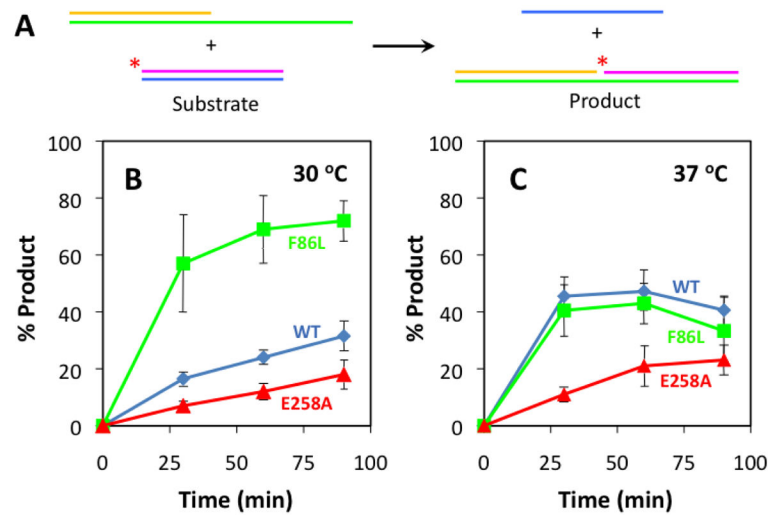 A
+
*
Substrate
+
*
Product
B
30 °C
100
80
60
40
20
0
% Product
F86L
WT
E258A
0 25 50 75 100
Time (min)
C
37 °C
100
80
60
40
20
0
% Product
WT
F86L
E258A
0 25 50 75 100
Time (min)